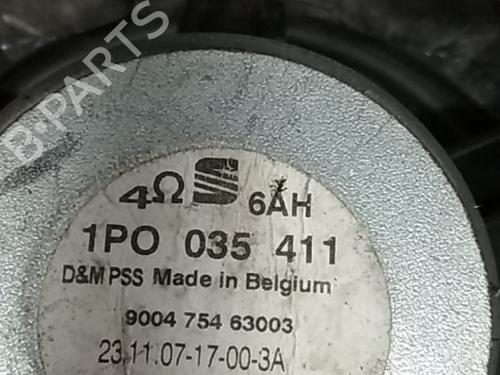 B-PARTS
4Ω 6AH
1PO 035 411
D&M PSS Made in Belgium
9004 754 63003
23.11.07-17-00-3A